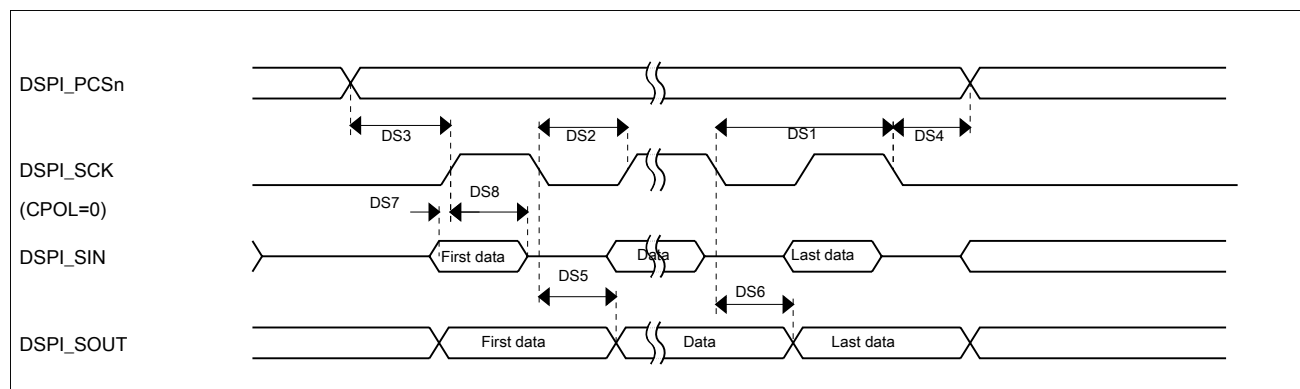 DSPI_PCSn
DS3
DS2
DS1
DS4
DSPI_SCK
(CPOL=0)
DS7
DS8
DSPI_SIN
First data
Data
Last data
DS5
DS6
DSPI_SOUT
First data
Data
Last data